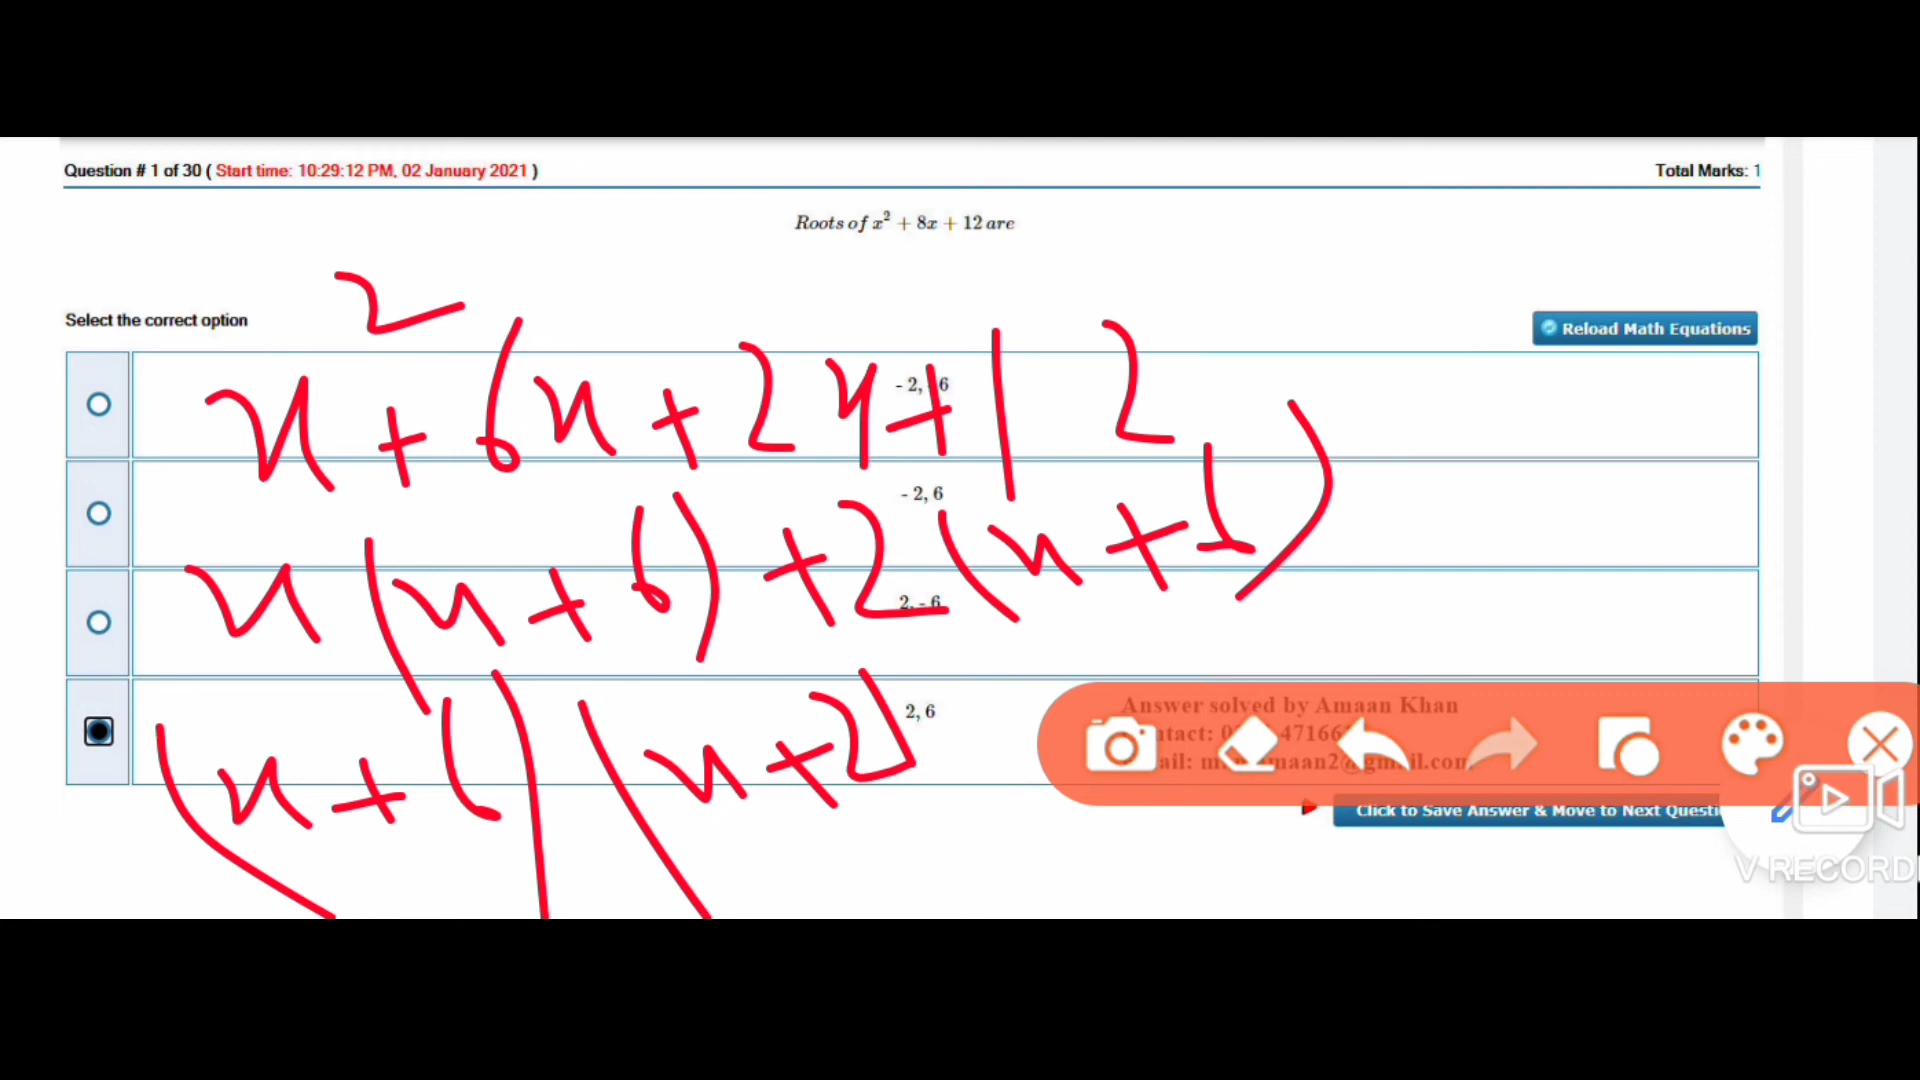 Question # 1 of 30 ( Start time: 10:29:12 PM, 02 January 2021 )
Total Marks: 1
Roots of x² + 8x + 12 are
Select the correct option
Reload Math Equations
x² + 6x + 2x + 12
- 2, 6
- 2, 6
x(x+6)+2(x+6)
2, - 6
2, 6
(x+6)(x+2)
Answer solved by Amaan Khan
Click to Save Answer & Move to Next Questi
V RECORD